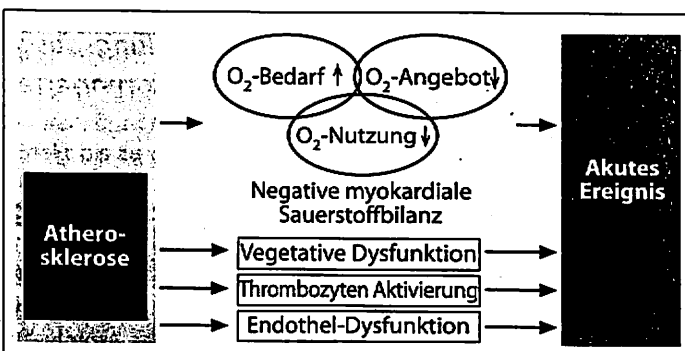 O₂-Bedarf ↑ O₂-Angebot↓
O₂-Nutzung ↓
Negative myokardiale
Sauerstoffbilanz
Athero-
sklerose
Vegetative Dysfunktion
Thrombozyten Aktivierung
Endothel-Dysfunktion
Akutes
Ereignis